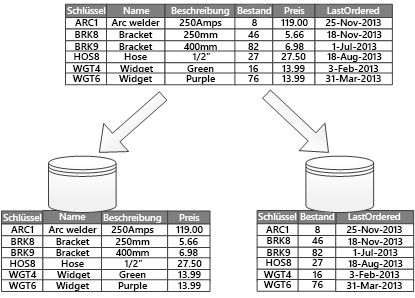 Schlüssel Name Beschreibung Bestand Preis LastOrdered
ARC1 Arc welder 250Amps 8 119.00 25-Nov-2013
BRK8 Bracket 250mm 46 5.66 18-Nov-2013
BRK9 Bracket 400mm 82 6.98 1-Jul-2013
HOS8 Hose 1/2" 27 27.50 18-Aug-2013
WGT4 Widget Green 16 13.99 3-Feb-2013
WGT6 Widget Purple 76 13.99 31-Mar-2013
Schlüssel Name Beschreibung Preis
ARC1 Arc welder 250Amps 119.00
BRK8 Bracket 250mm 5.66
BRK9 Bracket 400mm 6.98
HOS8 Hose 1/2" 27.50
WGT4 Widget Green 13.99
WGT6 Widget Purple 13.99
Schlüssel Bestand LastOrdered
ARC1 8 25-Nov-2013
BRK8 46 18-Nov-2013
BRK9 82 1-Jul-2013
HOS8 27 18-Aug-2013
WGT4 16 3-Feb-2013
WGT6 76 31-Mar-2013